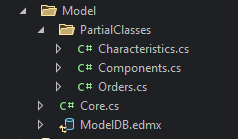 Model
PartialClasses
C# Characteristics.cs
C# Components.cs
C# Orders.cs
C# Core.cs
ModelDB.edmx